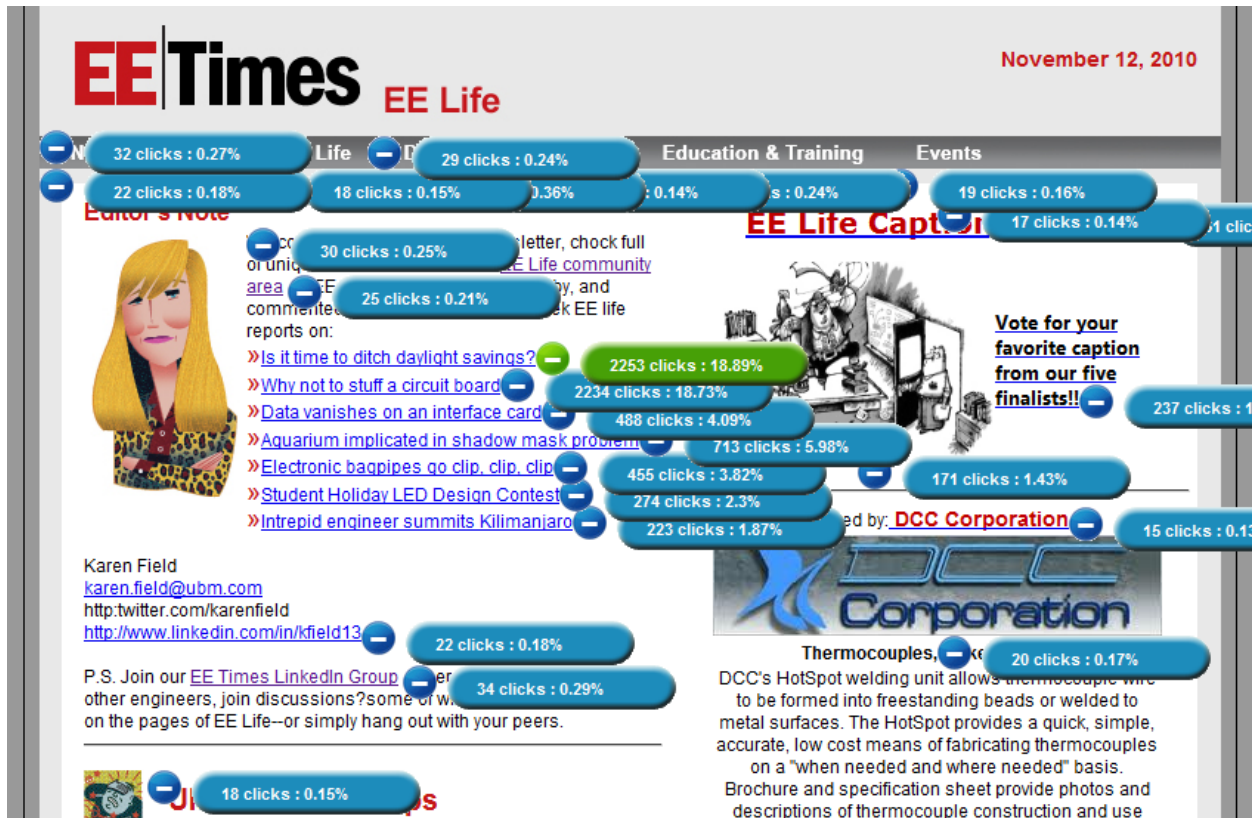 EE Times EE Life
November 12, 2010
32 clicks : 0.27%
Life
29 clicks : 0.24%
Education & Training
Events
22 clicks : 0.18%
18 clicks : 0.15%
0.36%
: 0.14%
: 0.24%
19 clicks : 0.16%
17 clicks : 0.14%
Editor's Note
30 clicks : 0.25%
chock full
of
EE Life community
area
25 clicks : 0.21%
by, and
commented
EE life
reports on:
»Is it time to ditch daylight savings?
2253 clicks : 18.89%
»Why not to stuff a circuit board
2234 clicks : 18.73%
»Data vanishes on an interface card
488 clicks : 4.09%
»Aquarium implicated in shadow mask problem
713 clicks : 5.98%
»Electronic bagpipes go clip, clip, clip
455 clicks : 3.82%
»Student Holiday LED Design Contest
274 clicks : 2.3%
»Intrepid engineer summits Kilimanjaro
223 clicks : 1.87%
Karen Field
karen.field@ubm.com
http:twitter.com/karenfield
http://www.linkedin.com/in/kfield13
22 clicks : 0.18%
P.S. Join our EE Times LinkedIn Group
34 clicks : 0.29%
other engineers, join discussions?some of
on the pages of EE Life--or simply hang out with your peers.
18 clicks : 0.15%
EE Life Caption
Vote for your
favorite caption
from our five
finalists!!
237 clicks :
171 clicks : 1.43%
by: DCC Corporation
15 clicks :
DCC
Corporation
Thermocouples,
20 clicks : 0.17%
DCC's HotSpot welding unit allows thermocouple wire
to be formed into freestanding beads or welded to
metal surfaces. The HotSpot provides a quick, simple,
accurate, low cost means of fabricating thermocouples
on a "when needed and where needed" basis.
Brochure and specification sheet provide photos and
descriptions of thermocouple construction and use